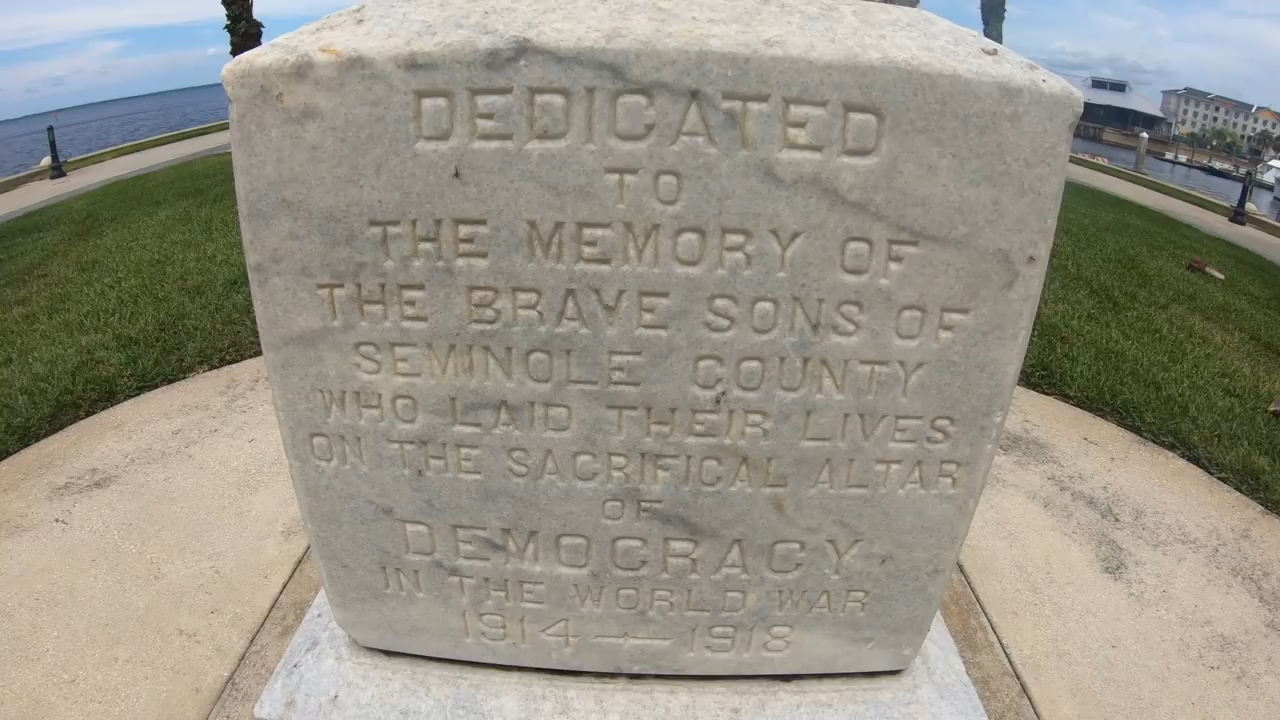 DEDICATED
TO
THE MEMORY OF
THE BRAVE SONS OF
SEMINOLE COUNTY
WHO LAID THEIR LIVES
ON THE SACRIFICAL ALTAR
OF
DEMOCRACY
IN THE WORLD WAR
1914 — 1918